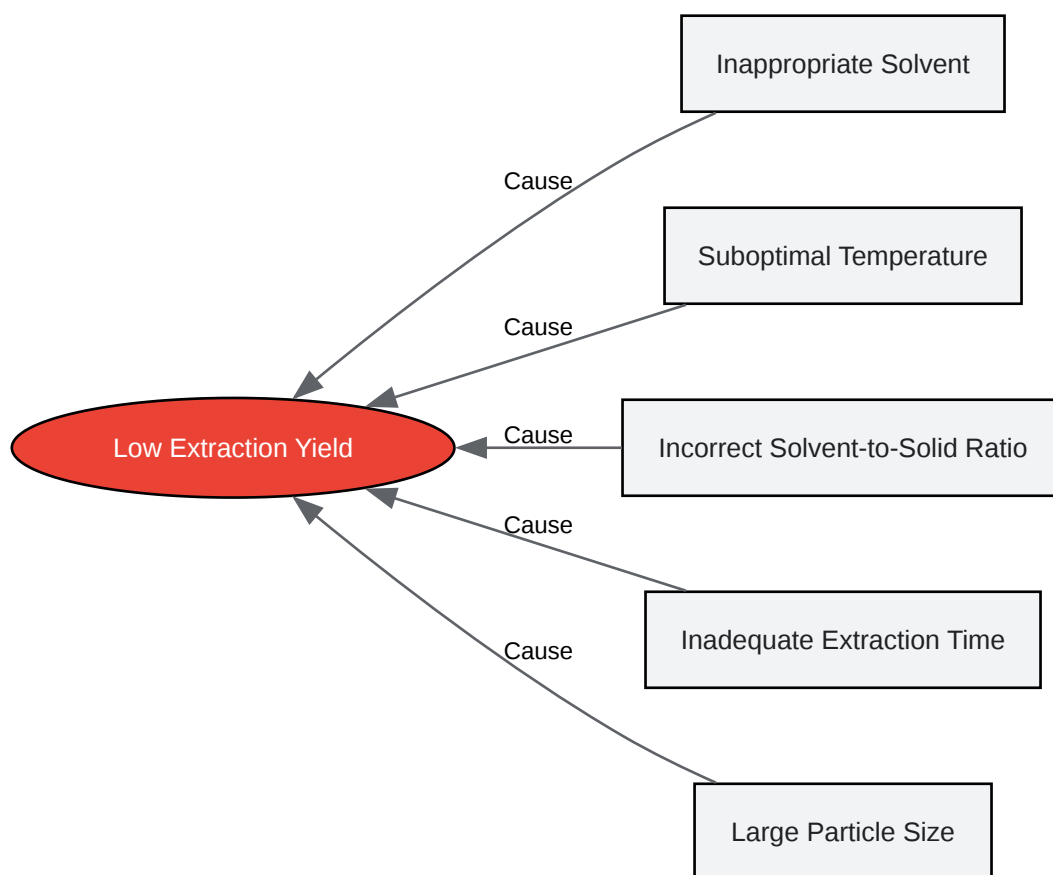 Inappropriate Solvent
Cause
Suboptimal Temperature
Cause
Low Extraction Yield
Cause
Incorrect Solvent-to-Solid Ratio
Cause
Inadequate Extraction Time
Cause
Large Particle Size